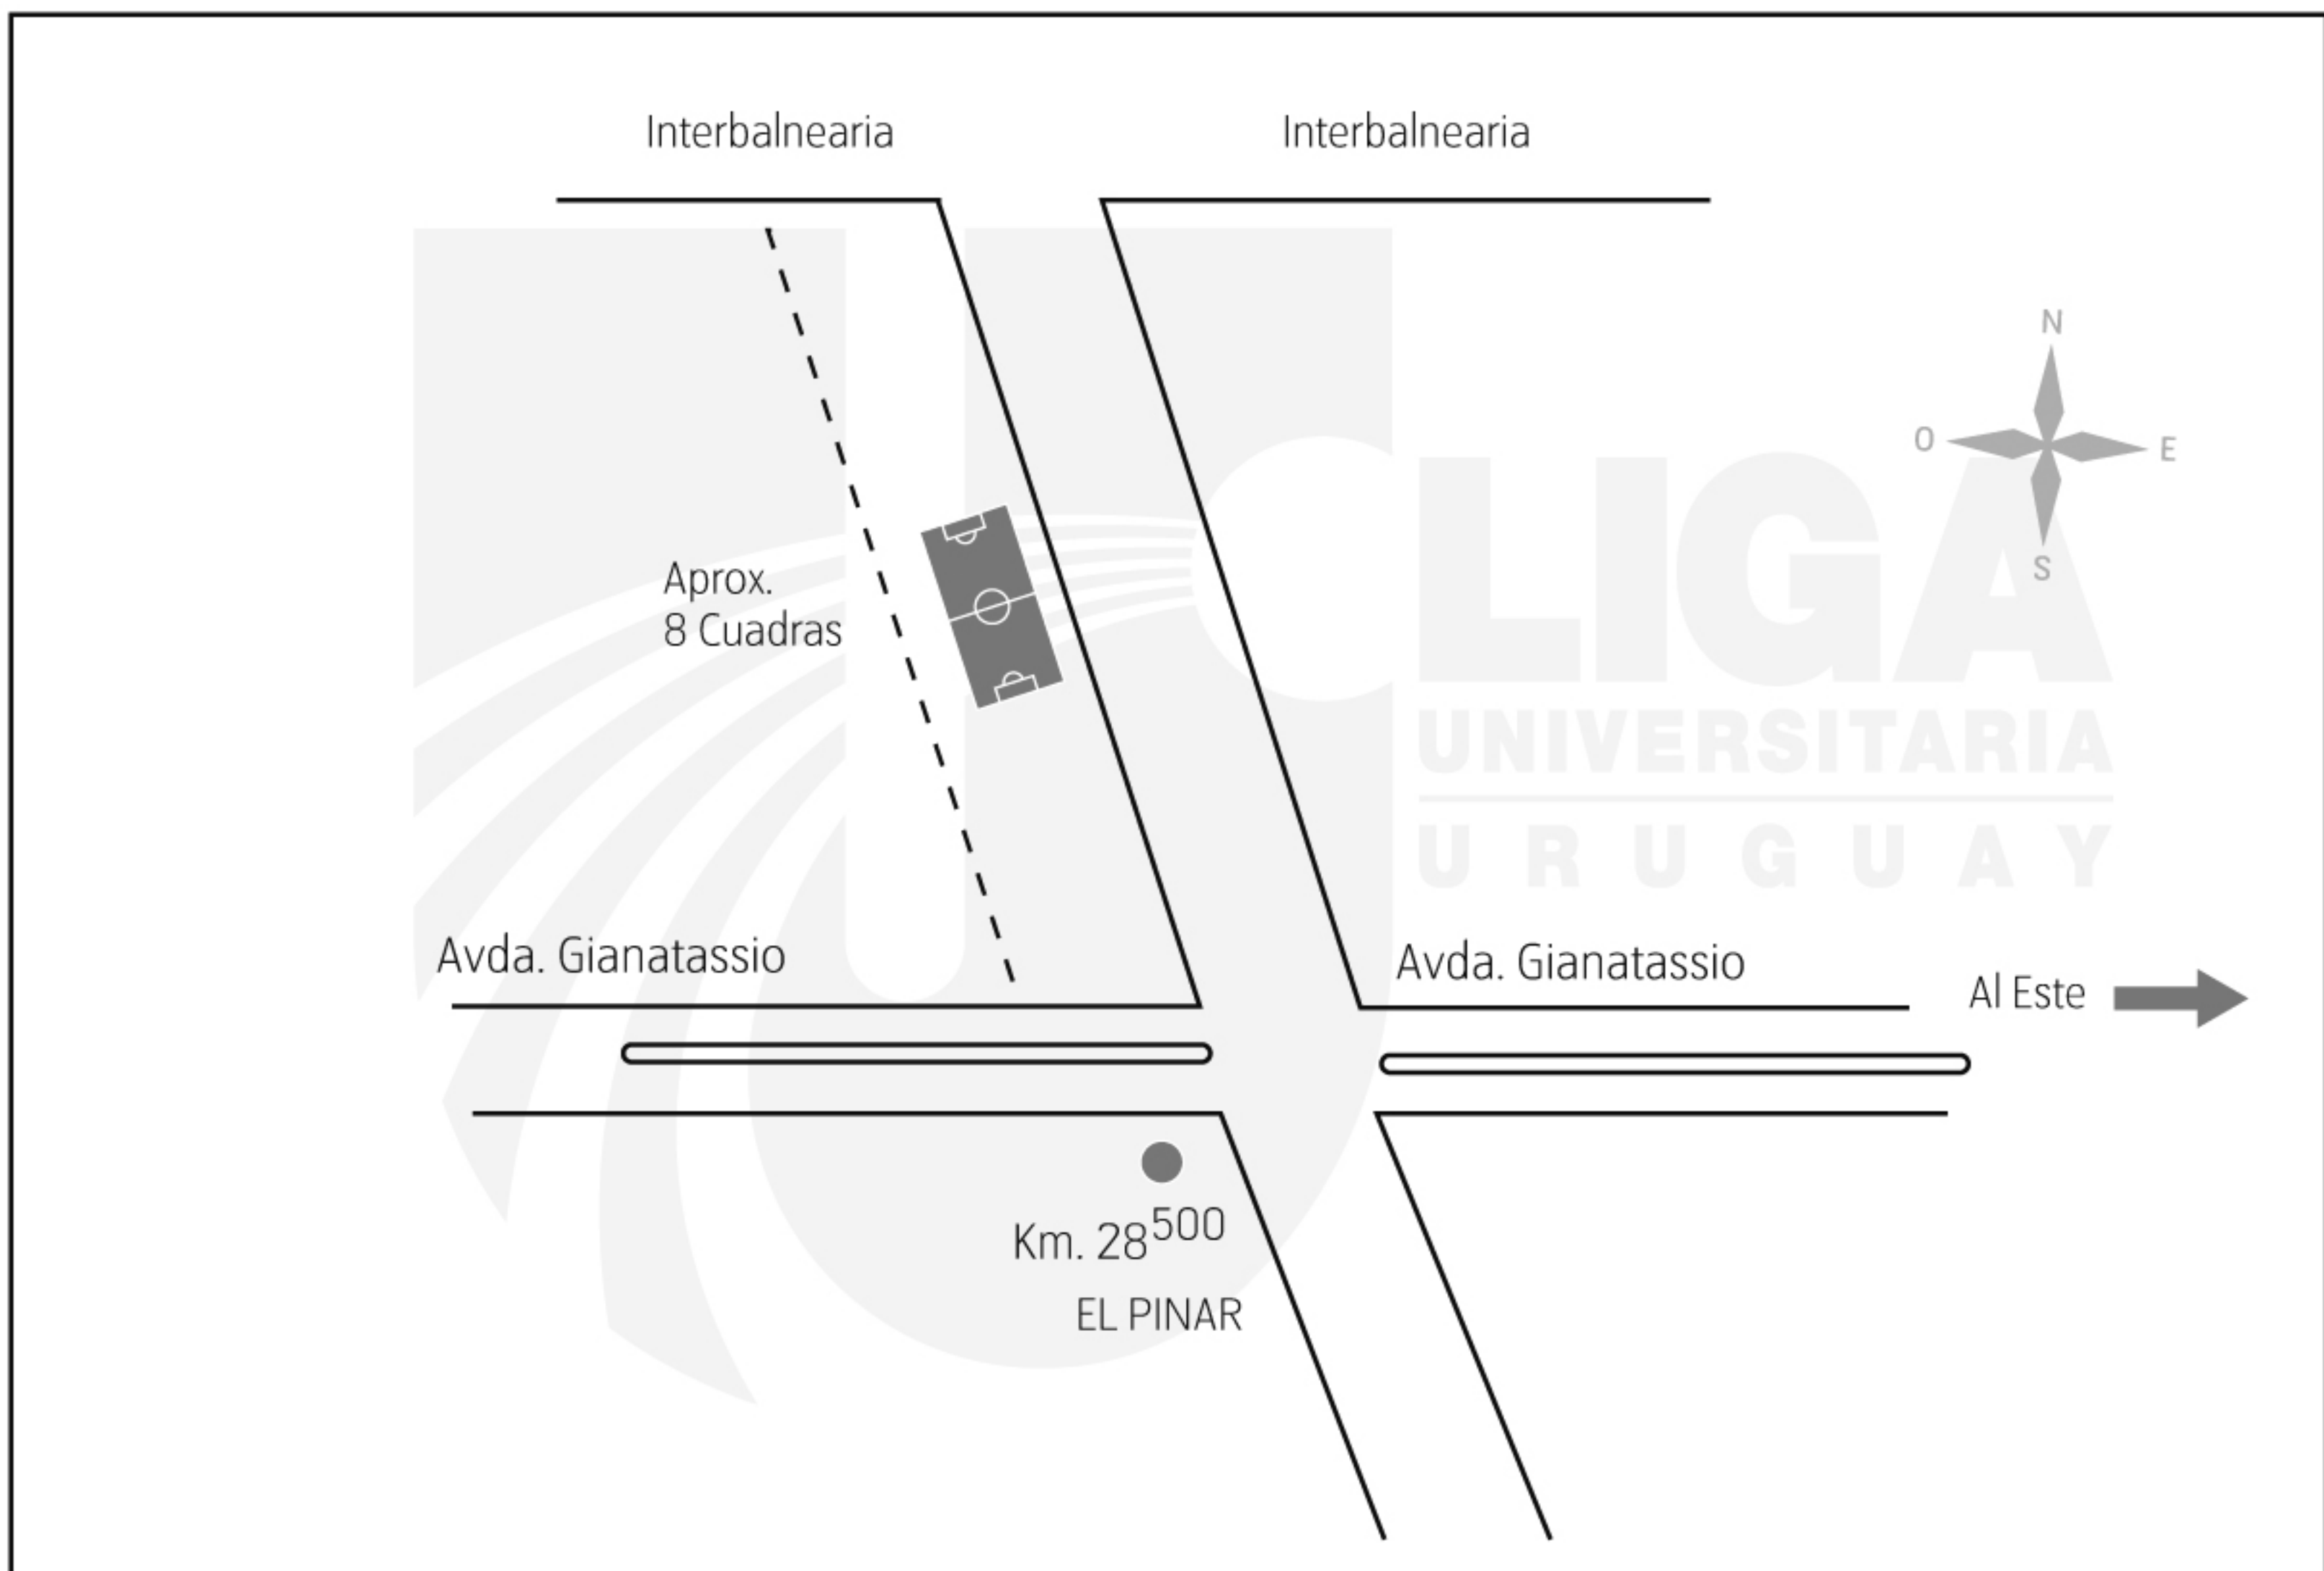 Interbalnearia
Interbalnearia
N
O
E
S
LIGA
UNIVERSITARIA
URUGUAY
Aprox.
8 Cuadras
Avda. Gianatassio
Avda. Gianatassio
Al Este
Km. 28500
EL PINAR